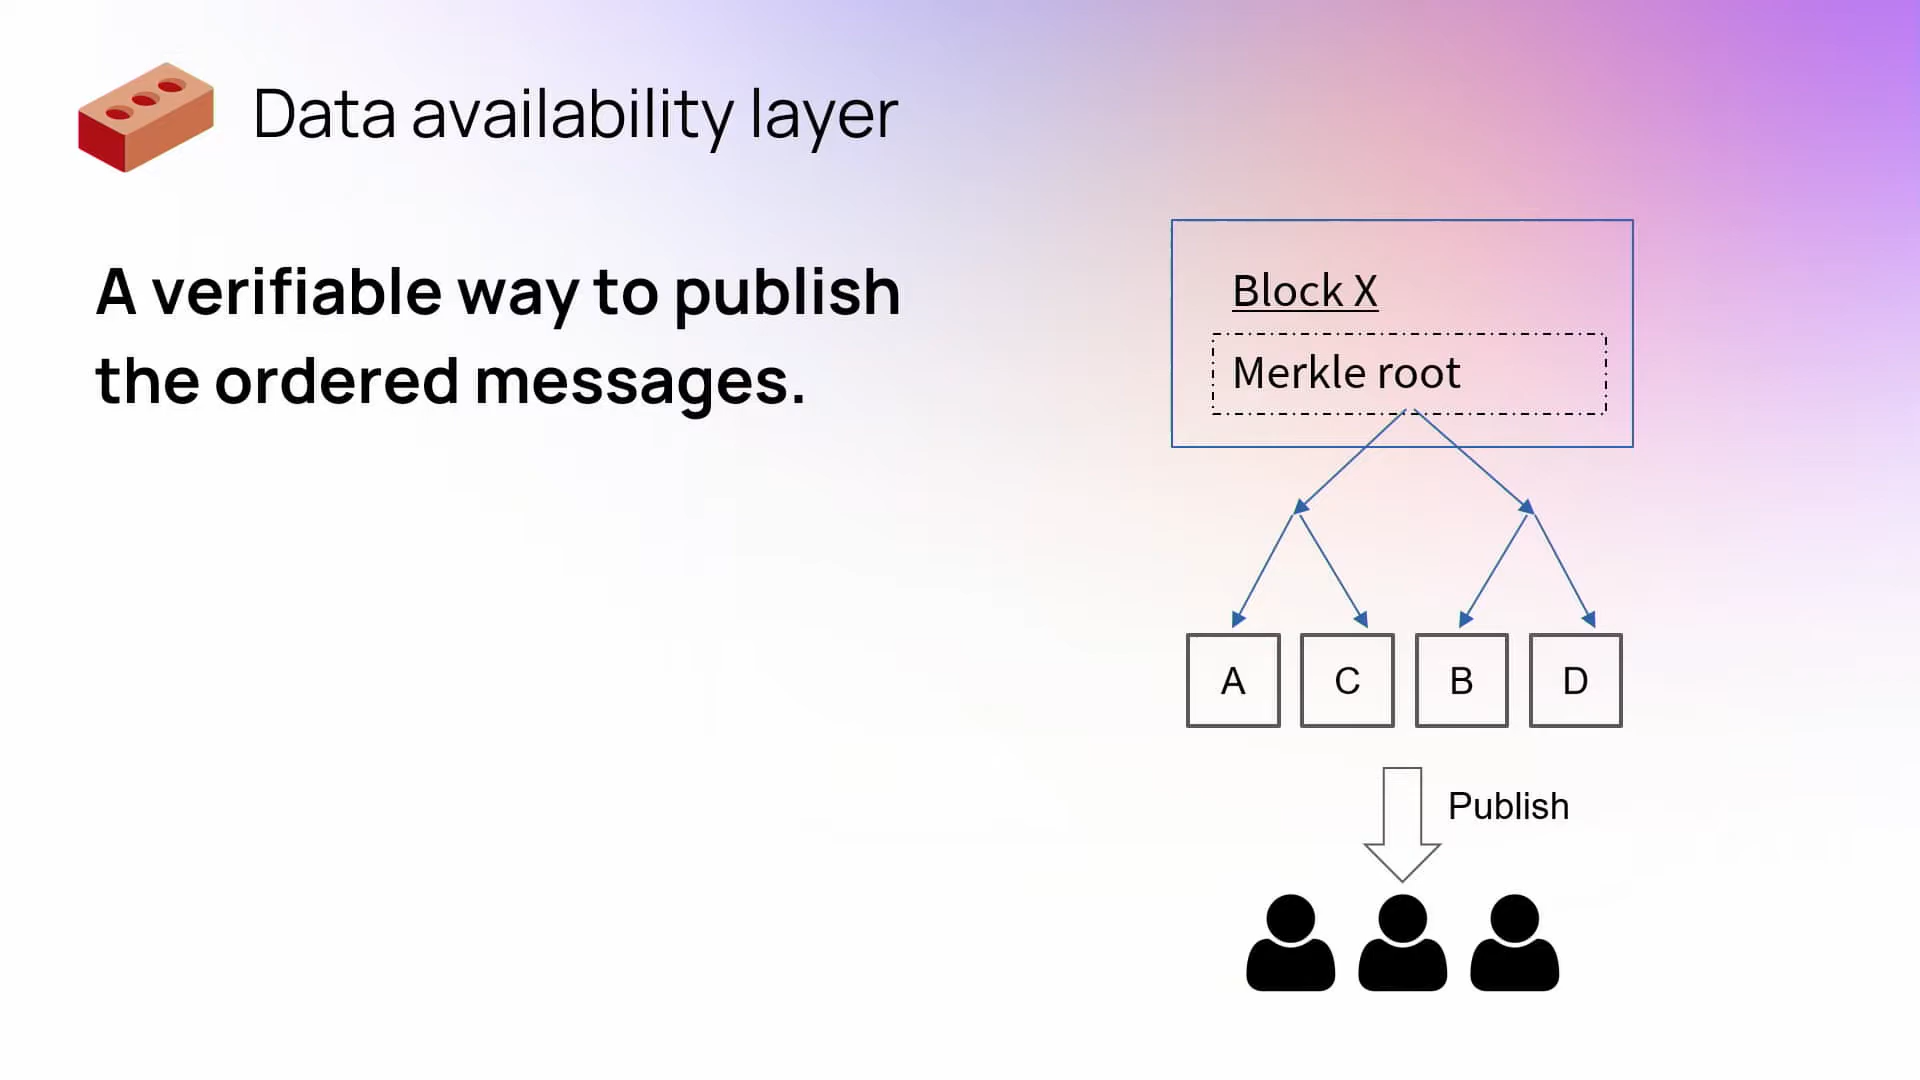 Data availability layer
A verifiable way to publish
the ordered messages.
Block X
Merkle root
A C B D
Publish